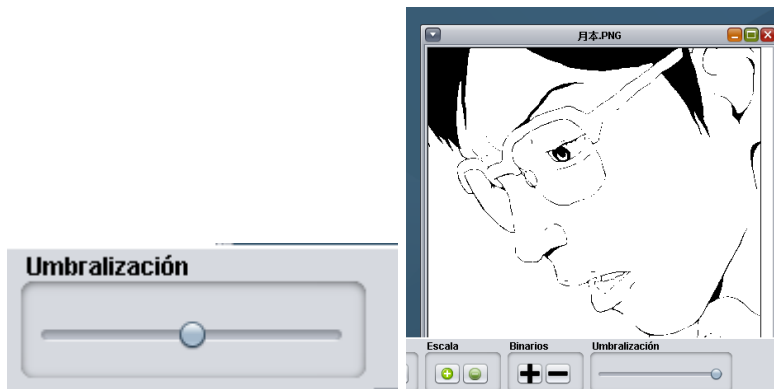 Umbralización
月本.PNG
Escala
Binarios
Umbralización